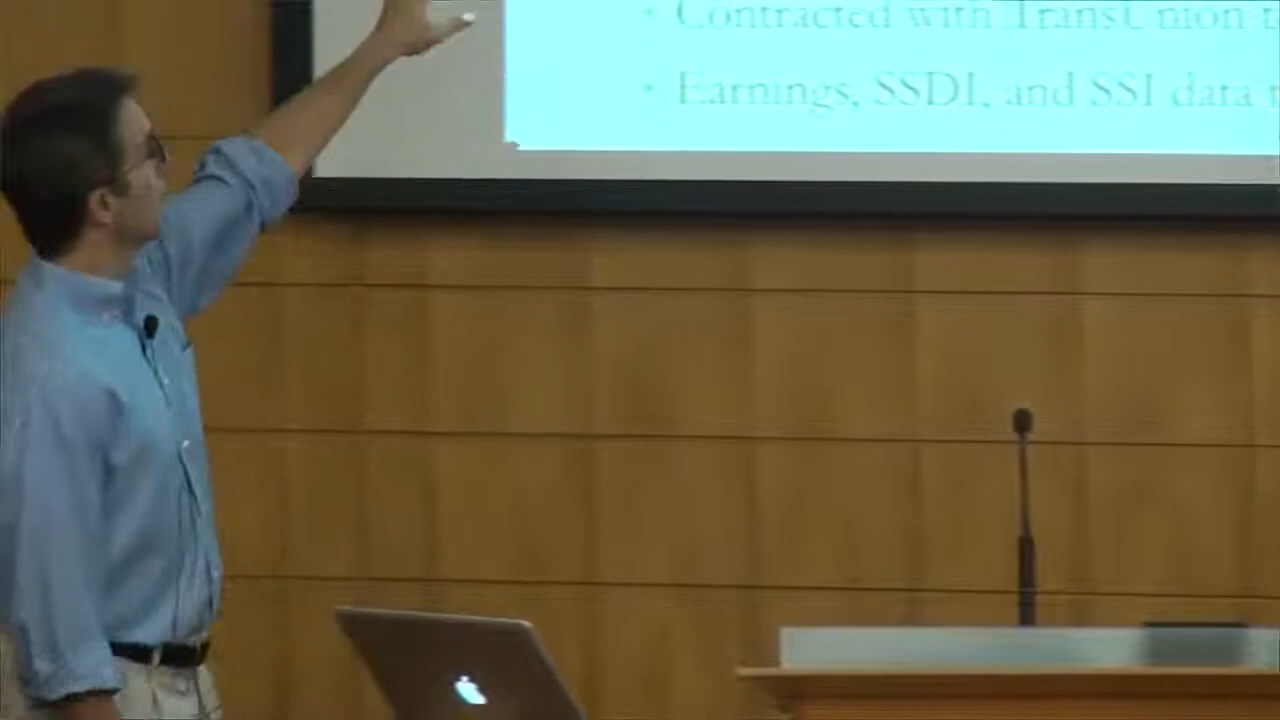 • Contracted with TransUnion t
• Earnings, SSDI, and SSI data